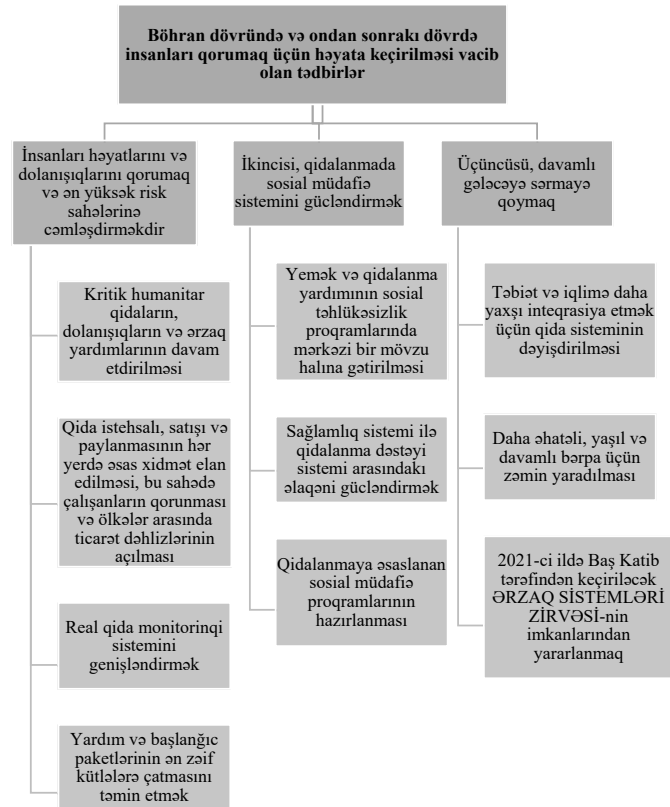 Böhran dövründə və ondan sonrakı dövrdə
insanları qorumaq üçün həyata keçirilməsi vacib
olan tədbirlər
İnsanları həyatlarını və
dolanışıqlarını qorumaq
və ən yüksək risk
sahələrinə
cəmləşdirməkdir
Kritik humanitar
qidaların,
dolanışıqların və ərzaq
yardımlarının davam
etdirilməsi
Qida istehsalı, satışı və
paylanmasının hər
yerdə əsas xidmət elan
edilməsi, bu sahədə
çalışanların qorunması
və ölkələr arasında
ticarət dəhlizlərinin
açılması
Real qida monitorinqi
sistemini
genişləndirmək
Yardım və başlanğıc
paketlərinin ən zəif
kütlələrə çatmasını
təmin etmək
İkincisi, qidalanmada
sosial müdafiə
sistemini gücləndirmək
Yemək və qidalanma
yardımının sosial
təhlükəsizlik
proqramlarında
mərkəzi bir mövzu
halına gətirilməsi
Sağlamlıq sistemi ilə
qidalanma dəstəyi
sistemi arasındakı
əlaqəni gücləndirmək
Qidalanmaya əsaslanan
sosial müdafiə
proqramlarının
hazırlanması
Üçüncüsü, davamlı
gələcəyə sərmayə
qoymaq
Təbiət və iqlimə daha
yaxşı inteqrasiya etmək
üçün qida sisteminin
dəyişdirilməsi
Daha əhatəli, yaşıl və
davamlı bərpa üçün
zəmin yaradılması
2021-ci ildə Baş Katib
tərəfindən keçiriləcək
ƏRZAQ SİSTEMLƏRİ
ZİRVƏSİ-nin
imkanlarından
yararlanmaq